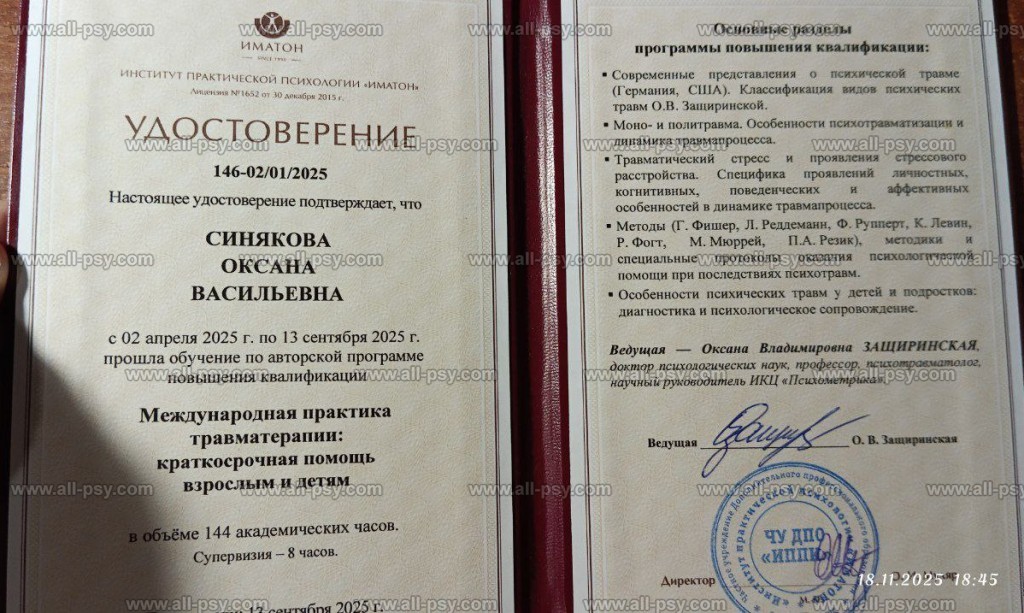 ИМАТОН
ИНСТИТУТ ПРАКТИЧЕСКОЙ ПСИХОЛОГИИ «ИМАТОН»
Лицензия №1652 от 30 декабря 2015 г.
УДОСТОВЕРЕНИЕ
146-02/01/2025
Настоящее удостоверение подтверждает, что
СИНЯКОВА
ОКСАНА
ВАСИЛЬЕВНА
с 02 апреля 2025 г. по 13 сентября 2025 г.
прошла обучение по авторской программе
повышения квалификации
Международная практика
травматерапии:
краткосрочная помощь
взрослым и детям
в объёме 144 академических часов.
Супервизия – 8 часов.
13 сентября 2025 г.
Основные разделы
программы повышения квалификации:
▪ Современные представления о психической травме
(Германия, США). Классификация видов психических
травм О.В. Защиринской.
▪ Моно- и политравма. Особенности психотравматизации и
динамика травмапроцесса.
▪ Травматический стресс и проявления стрессового
расстройства. Специфика проявлений личностных,
когнитивных, поведенческих и аффективных
особенностей в динамике травмапроцесса.
▪ Методы (Г. Фишер, Л. Реддеманн, Ф. Рупперт, К. Левин,
Р. Фогт, М. Мюррей, П.А. Резик), методики и
специальные протоколы оказания психологической
помощи при последствиях психотравм.
▪ Особенности психических травм у детей и подростков:
диагностика и психологическое сопровождение.
Ведущая — Оксана Владимировна ЗАЩИРИНСКАЯ,
доктор психологических наук, профессор, психотравматолог,
научный руководитель ИКЦ «Психометрика».
Ведущая О. В. Защиринская
ЧУ ДПО
«ИППИ»
Директор
18.11.2025 18:45
www.all-psy.com